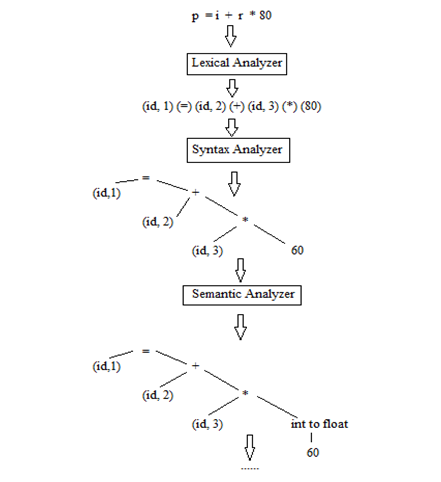 p = i + r * 80
Lexical Analyzer
(id, 1) (=) (id, 2) (+) (id, 3) (*) (80)
Syntax Analyzer
=
(id,1)
+
(id, 2)
*
(id, 3)
60
Semantic Analyzer
=
(id,1)
+
(id, 2)
*
(id, 3)
int to float
60
......